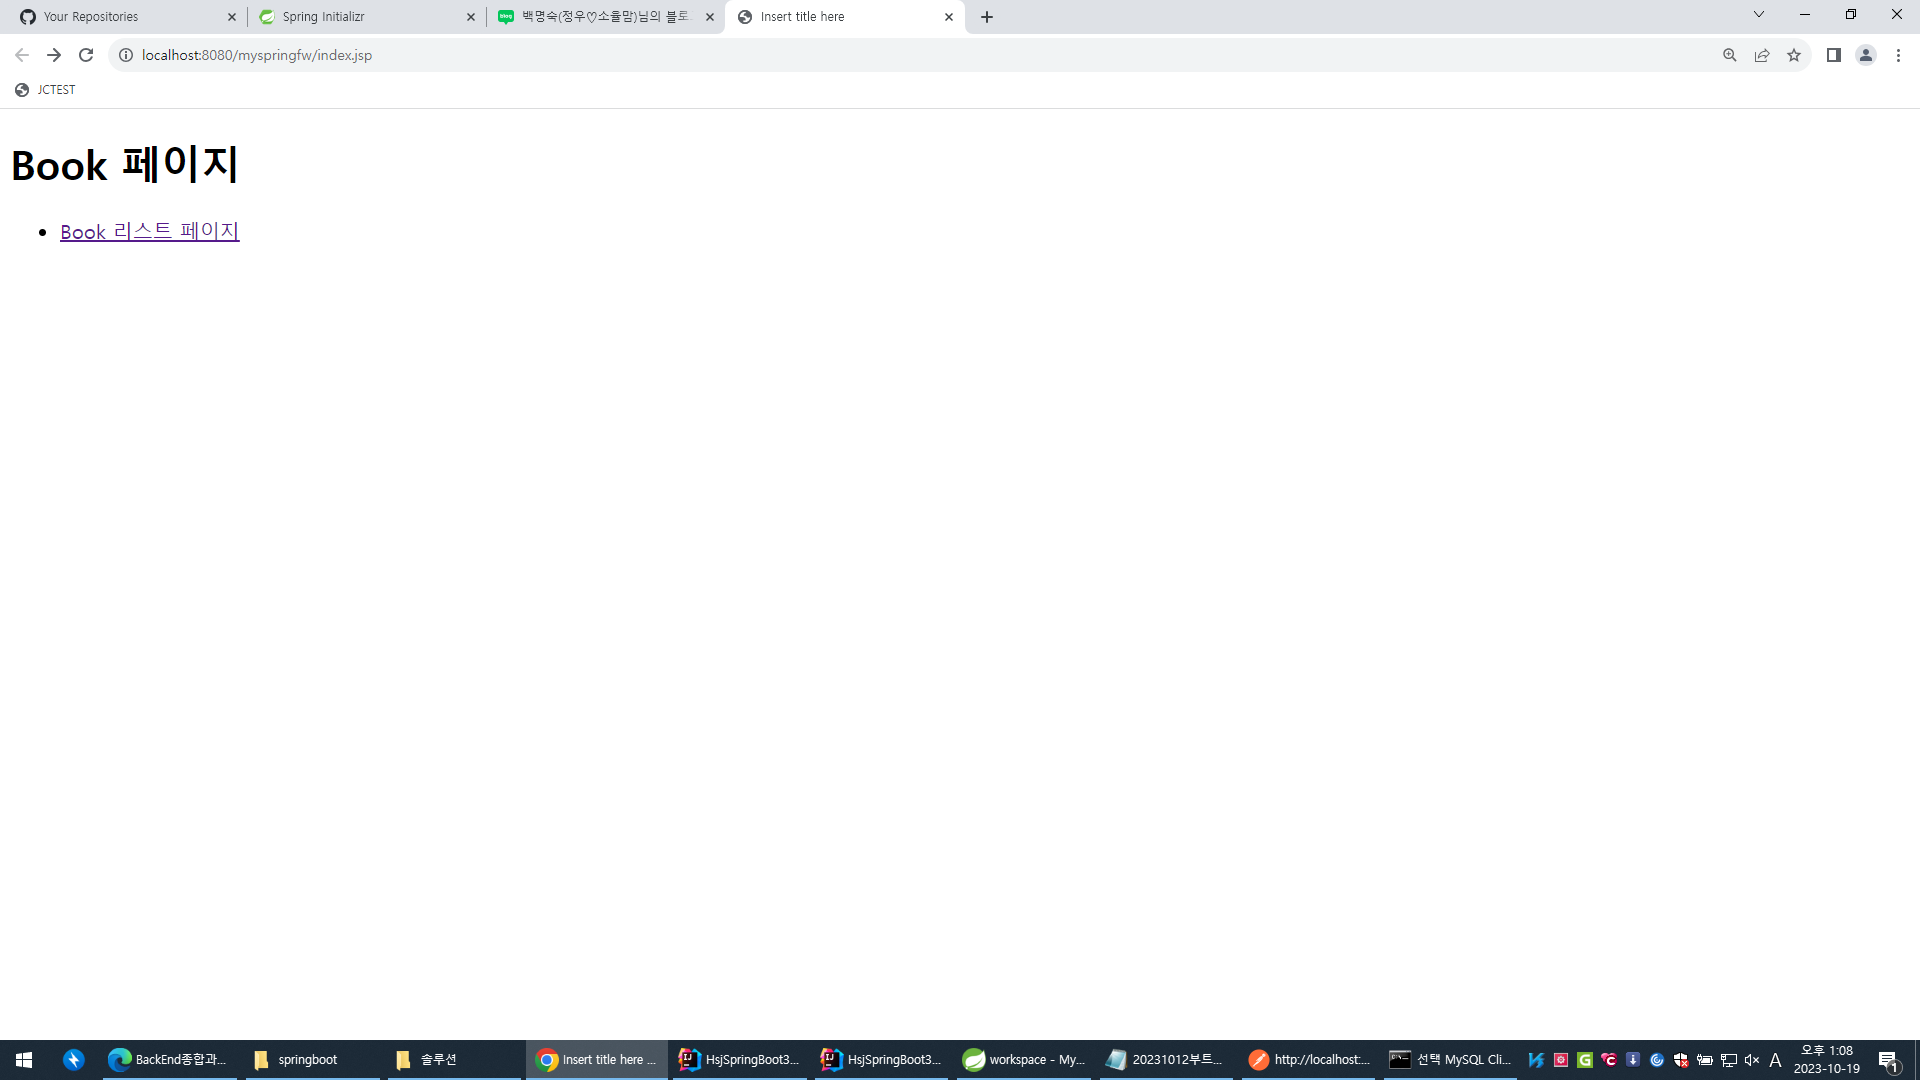 Your Repositories
Spring Initializr
백명숙(정우♡소율맘)님의 블로
Insert title here
localhost:8080/myspringfw/index.jsp
JCTEST
Book 페이지
Book 리스트 페이지
BackEnd종합과...
springboot
솔루션
Insert title here ...
HsjSpringBoot3...
HsjSpringBoot3...
workspace - My...
20231012부트...
http://localhost:...
선택 MySQL Cli...
A
오후 1:08
2023-10-19
1